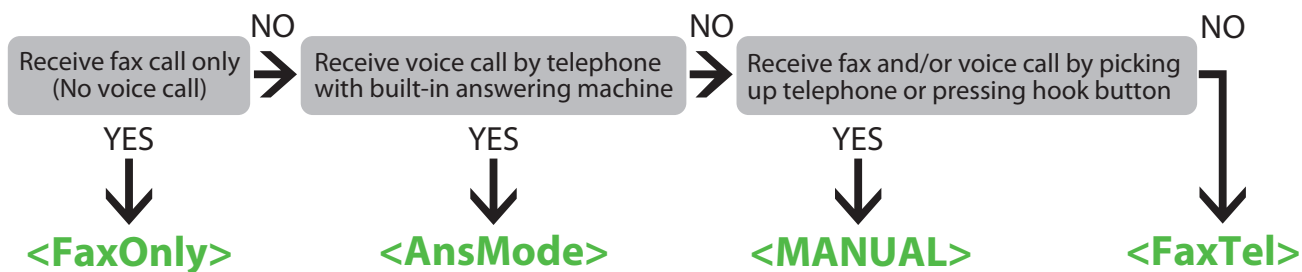 NO
NO
NO
Receive fax call only
(No voice call)
Receive voice call by telephone
with built-in answering machine
Receive fax and/or voice call by picking
up telephone or pressing hook button
YES
YES
YES
<FaxOnly>
<AnsMode>
<MANUAL>
<FaxTel>